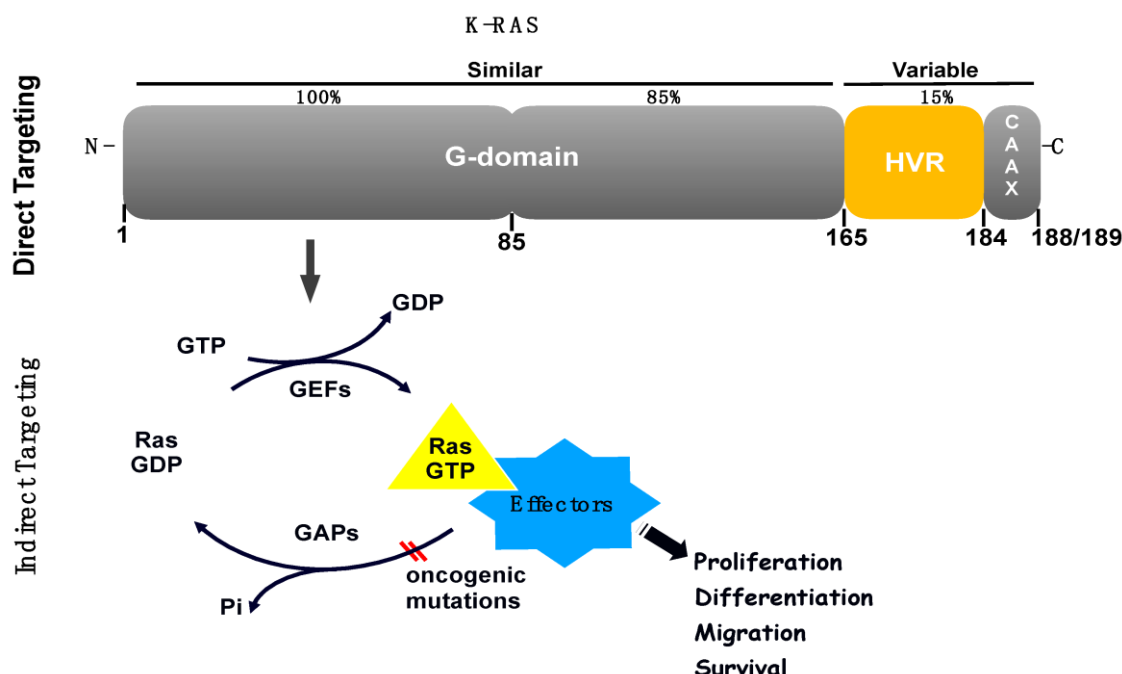 K-RAS
Similar
Variable
100%
85%
15%
Direct Targeting
N-
G-domain
HVR
C
A
A
X
-C
1
85
165
184
188/189
GDP
GTP
GEFs
Indirect Targeting
Ras
GDP
Ras
GTP
Effectors
GAPs
oncogenic
mutations
Pi
Proliferation
Differentiation
Migration
Survival